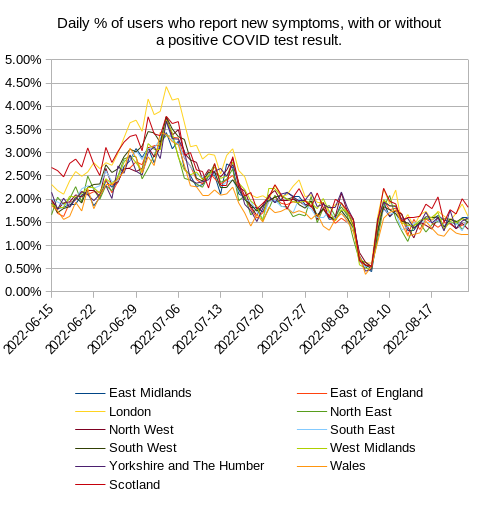 Daily % of users who report new symptoms, with or without
a positive COVID test result.
5.00%
4.50%
4.00%
3.50%
3.00%
2.50%
2.00%
1.50%
1.00%
0.50%
0.00%
2022-06-15
2022-06-22
2022-06-29
2022-07-06
2022-07-13
2022-07-20
2022-07-27
2022-08-03
2022-08-10
2022-08-17
East Midlands
East of England
London
North East
North West
South East
South West
West Midlands
Yorkshire and The Humber
Wales
Scotland